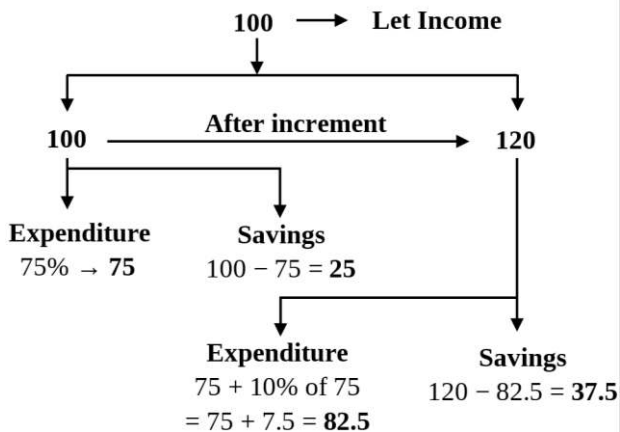 100 → Let Income
After increment
100 120
Expenditure
75% → 75
Savings
100 − 75 = 25
Expenditure
75 + 10% of 75
= 75 + 7.5 = 82.5
Savings
120 − 82.5 = 37.5